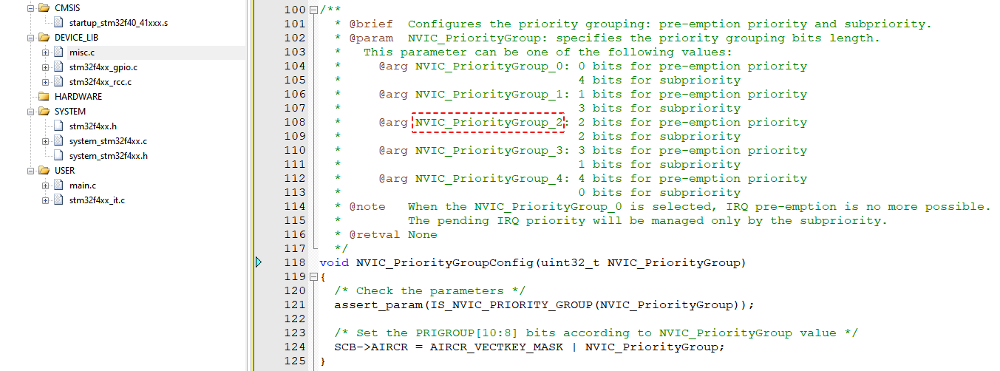 CMSIS
startup_stm32f40_41xxx.s
DEVICE_LIB
misc.c
stm32f4xx_gpio.c
stm32f4xx_rcc.c
HARDWARE
SYSTEM
stm32f4xx.h
system_stm32f4xx.c
system_stm32f4xx.h
USER
main.c
stm32f4xx_it.c
100 /**
101   * @brief  Configures the priority grouping: pre-emption priority and subpriority.
102   * @param  NVIC_PriorityGroup: specifies the priority grouping bits length.
103   *   This parameter can be one of the following values:
104   *     @arg NVIC_PriorityGroup_0: 0 bits for pre-emption priority
105   *                                4 bits for subpriority
106   *     @arg NVIC_PriorityGroup_1: 1 bits for pre-emption priority
107   *                                3 bits for subpriority
108   *     @arg NVIC_PriorityGroup_2: 2 bits for pre-emption priority
109   *                                2 bits for subpriority
110   *     @arg NVIC_PriorityGroup_3: 3 bits for pre-emption priority
111   *                                1 bits for subpriority
112   *     @arg NVIC_PriorityGroup_4: 4 bits for pre-emption priority
113   *                                0 bits for subpriority
114   * @note   When the NVIC_PriorityGroup_0 is selected, IRQ pre-emption is no more possible.
115   *         The pending IRQ priority will be managed only by the subpriority.
116   * @retval None
117   */
118 void NVIC_PriorityGroupConfig(uint32_t NVIC_PriorityGroup)
119 {
120   /* Check the parameters */
121   assert_param(IS_NVIC_PRIORITY_GROUP(NVIC_PriorityGroup));
122
123   /* Set the PRIGROUP[10:8] bits according to NVIC_PriorityGroup value */
124   SCB->AIRCR = AIRCR_VECTKEY_MASK | NVIC_PriorityGroup;
125 }